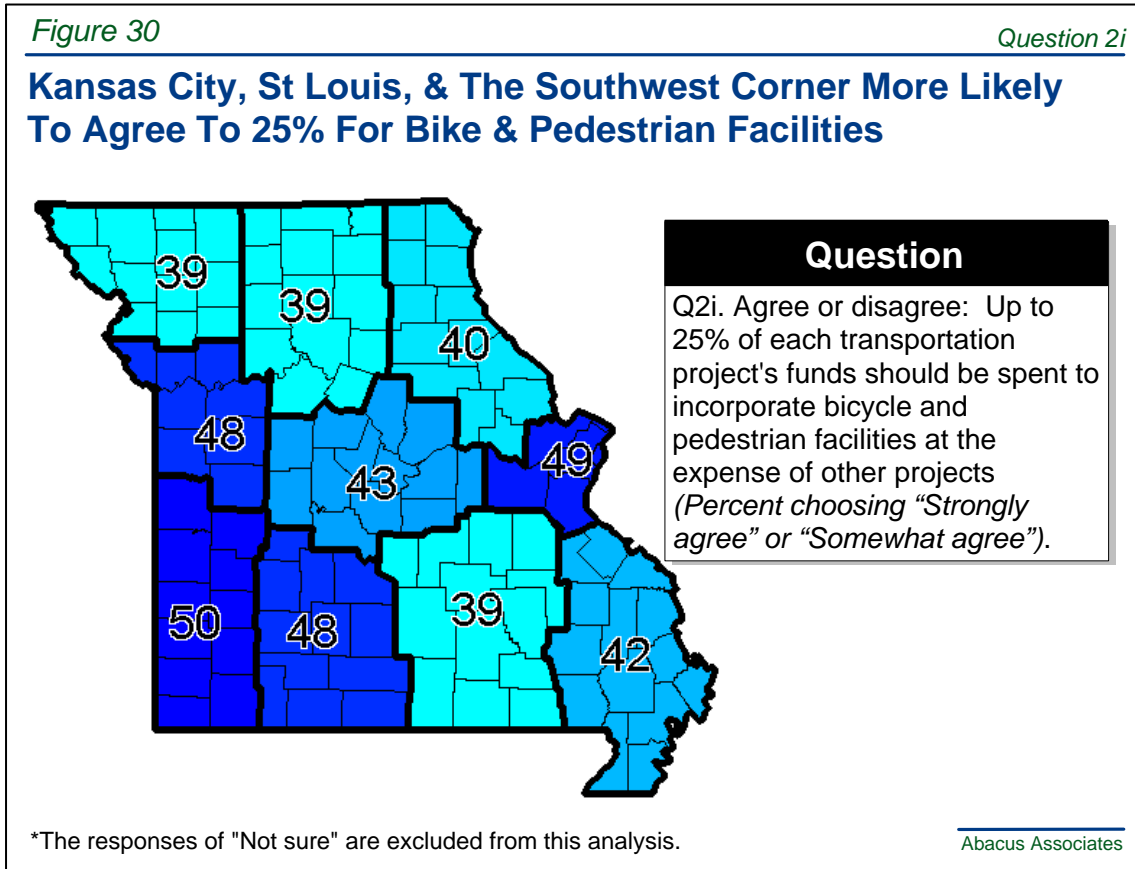 Figure 30
Question 2i
Kansas City, St Louis, & The Southwest Corner More Likely
To Agree To 25% For Bike & Pedestrian Facilities
39
39
40
48
43
49
50
48
39
42
Question
Q2i. Agree or disagree: Up to
25% of each transportation
project's funds should be spent to
incorporate bicycle and
pedestrian facilities at the
expense of other projects
(Percent choosing “Strongly
agree” or “Somewhat agree”).
*The responses of "Not sure" are excluded from this analysis.
Abacus Associates